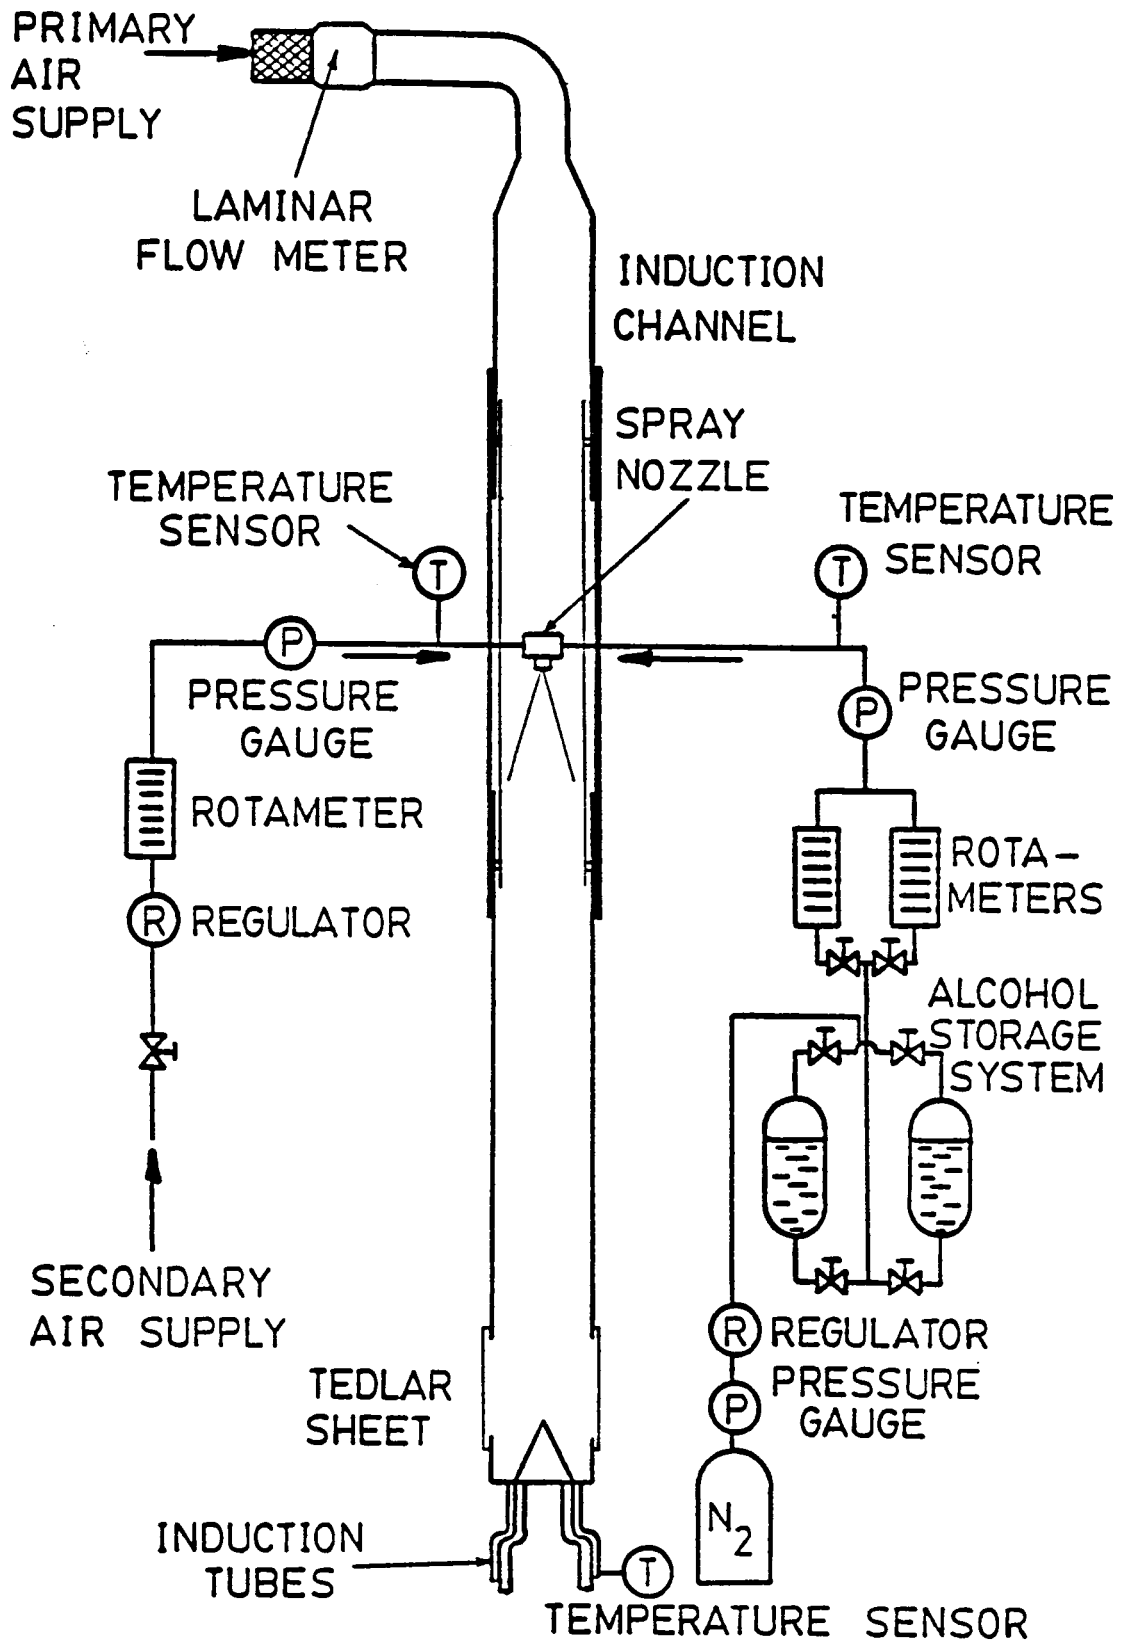 PRIMARY
AIR
SUPPLY
LAMINAR
FLOW METER
INDUCTION
CHANNEL
SPRAY
NOZZLE
TEMPERATURE
SENSOR
T
TEMPERATURE
SENSOR
T
P
PRESSURE
GAUGE
P
PRESSURE
GAUGE
ROTAMETER
ROTA-
METERS
R REGULATOR
ALCOHOL
STORAGE
SYSTEM
SECONDARY
AIR SUPPLY
R REGULATOR
P
PRESSURE
GAUGE
N2
TEDLAR
SHEET
INDUCTION
TUBES
T
TEMPERATURE SENSOR